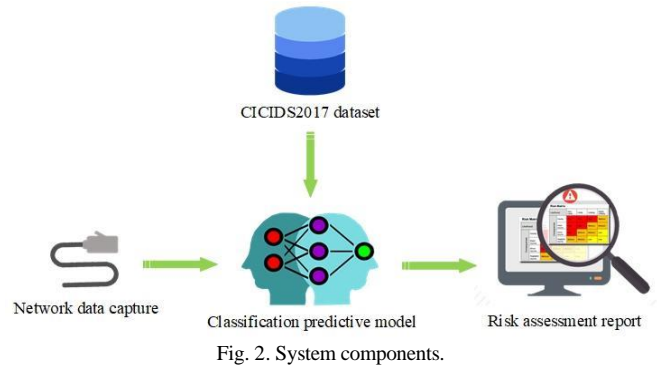 CICIDS2017 dataset
Network data capture
Classification predictive model
Risk assessment report
Fig. 2. System components.